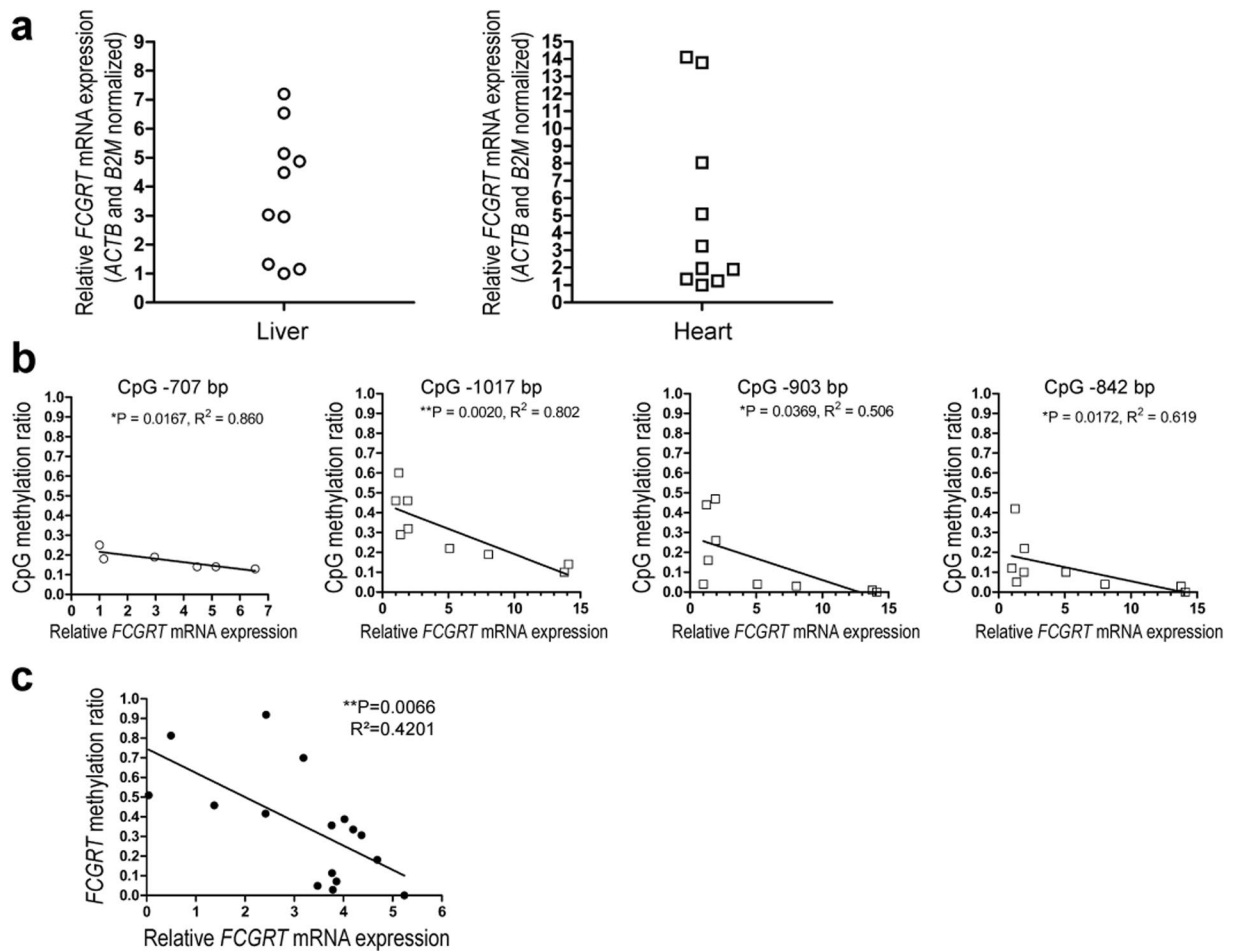 a
Relative FCGRT mRNA expression
(ACTB and B2M normalized)
9
8
7
6
5
4
3
2
1
0
Liver
Relative FCGRT mRNA expression
(ACTB and B2M normalized)
15
14
13
12
11
10
9
8
7
6
5
4
3
2
1
0
Heart
b
CpG -707 bp
*P = 0.0167, R² = 0.860
CpG methylation ratio
1.0
0.9
0.8
0.7
0.6
0.5
0.4
0.3
0.2
0.1
0.0
0 1 2 3 4 5 6 7
Relative FCGRT mRNA expression
CpG -1017 bp
**P = 0.0020, R² = 0.802
CpG methylation ratio
1.0
0.9
0.8
0.7
0.6
0.5
0.4
0.3
0.2
0.1
0.0
0 5 10 15
Relative FCGRT mRNA expression
CpG -903 bp
*P = 0.0369, R² = 0.506
CpG methylation ratio
1.0
0.9
0.8
0.7
0.6
0.5
0.4
0.3
0.2
0.1
0.0
0 5 10 15
Relative FCGRT mRNA expression
CpG -842 bp
*P = 0.0172, R² = 0.619
CpG methylation ratio
1.0
0.9
0.8
0.7
0.6
0.5
0.4
0.3
0.2
0.1
0.0
0 5 10 15
Relative FCGRT mRNA expression
c
**P=0.0066
R²=0.4201
FCGRT methylation ratio
1.0
0.9
0.8
0.7
0.6
0.5
0.4
0.3
0.2
0.1
0.0
0 1 2 3 4 5 6
Relative FCGRT mRNA expression